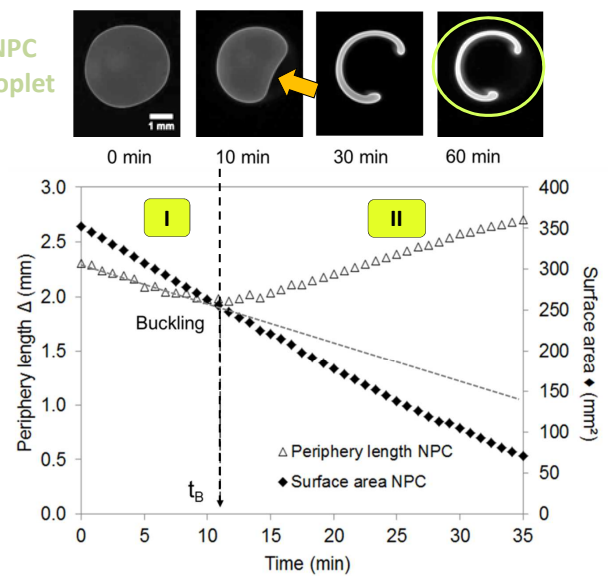 NPC
oplet
1 mm
0 min
10 min
30 min
60 min
I
II
3.0
2.5
2.0
1.5
1.0
0.5
0.0
Periphery length Δ (mm)
400
350
300
250
200
150
100
50
0
Surface area ♦ (mm²)
Buckling
tB
Periphery length NPC
Surface area NPC
0
5
10
15
20
25
30
35
Time (min)